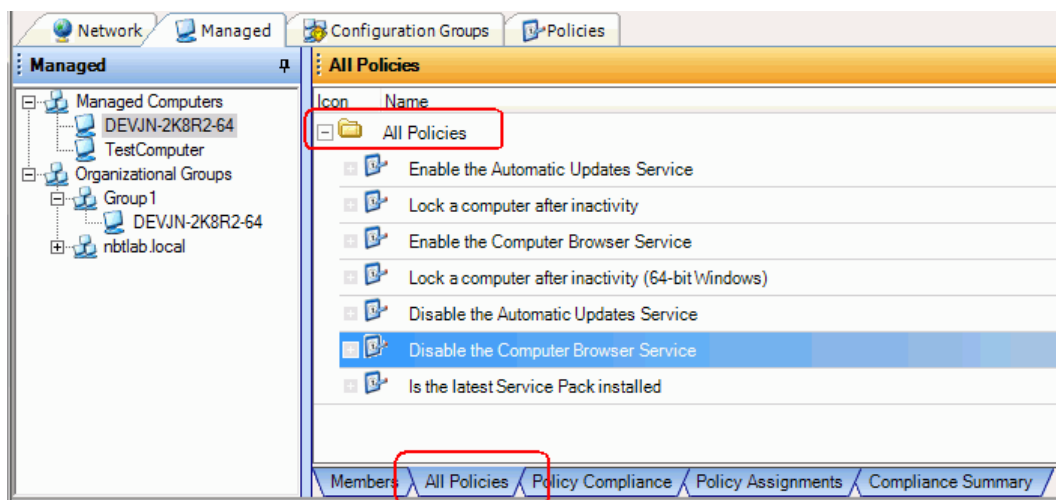 Network
Managed
Configuration Groups
Policies
Managed
Managed Computers
DEVJN-2K8R2-64
TestComputer
Organizational Groups
Group1
DEVJN-2K8R2-64
nbtlab.local
All Policies
Icon Name
All Policies
Enable the Automatic Updates Service
Lock a computer after inactivity
Enable the Computer Browser Service
Lock a computer after inactivity (64-bit Windows)
Disable the Automatic Updates Service
Disable the Computer Browser Service
Is the latest Service Pack installed
Members
All Policies
Policy Compliance
Policy Assignments
Compliance Summary